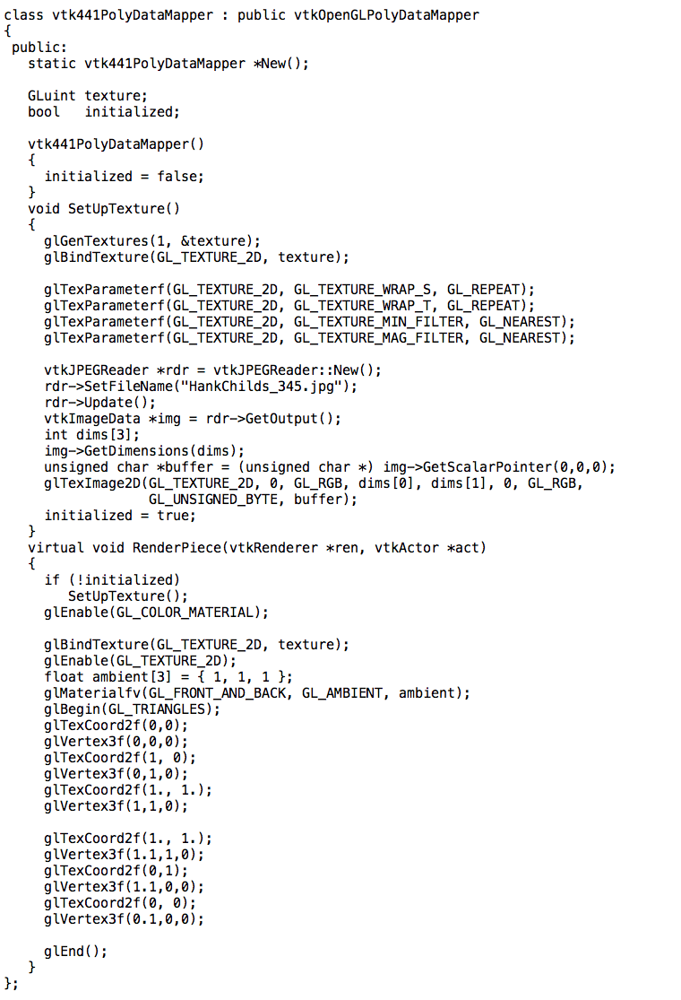 class vtk441PolyDataMapper : public vtkOpenGLPolyDataMapper
{
 public:
   static vtk441PolyDataMapper *New();

   GLuint texture;
   bool   initialized;

   vtk441PolyDataMapper()
   {
     initialized = false;
   }
   void SetUpTexture()
   {
     glGenTextures(1, &texture);
     glBindTexture(GL_TEXTURE_2D, texture);

     glTexParameterf(GL_TEXTURE_2D, GL_TEXTURE_WRAP_S, GL_REPEAT);
     glTexParameterf(GL_TEXTURE_2D, GL_TEXTURE_WRAP_T, GL_REPEAT);
     glTexParameterf(GL_TEXTURE_2D, GL_TEXTURE_MIN_FILTER, GL_NEAREST);
     glTexParameterf(GL_TEXTURE_2D, GL_TEXTURE_MAG_FILTER, GL_NEAREST);

     vtkJPEGReader *rdr = vtkJPEGReader::New();
     rdr->SetFileName("HankChilds_345.jpg");
     rdr->Update();
     vtkImageData *img = rdr->GetOutput();
     int dims[3];
     img->GetDimensions(dims);
     unsigned char *buffer = (unsigned char *) img->GetScalarPointer(0,0,0);
     glTexImage2D(GL_TEXTURE_2D, 0, GL_RGB, dims[0], dims[1], 0, GL_RGB,
                  GL_UNSIGNED_BYTE, buffer);
     initialized = true;
   }
   virtual void RenderPiece(vtkRenderer *ren, vtkActor *act)
   {
     if (!initialized)
        SetUpTexture();
     glEnable(GL_COLOR_MATERIAL);

     glBindTexture(GL_TEXTURE_2D, texture);
     glEnable(GL_TEXTURE_2D);
     float ambient[3] = { 1, 1, 1 };
     glMaterialfv(GL_FRONT_AND_BACK, GL_AMBIENT, ambient);
     glBegin(GL_TRIANGLES);
     glTexCoord2f(0,0);
     glVertex3f(0,0,0);
     glTexCoord2f(1, 0);
     glVertex3f(0,1,0);
     glTexCoord2f(1., 1.);
     glVertex3f(1,1,0);

     glTexCoord2f(1., 1.);
     glVertex3f(1.1,1,0);
     glTexCoord2f(0,1);
     glVertex3f(1.1,0,0);
     glTexCoord2f(0, 0);
     glVertex3f(0.1,0,0);

     glEnd();
   }
};